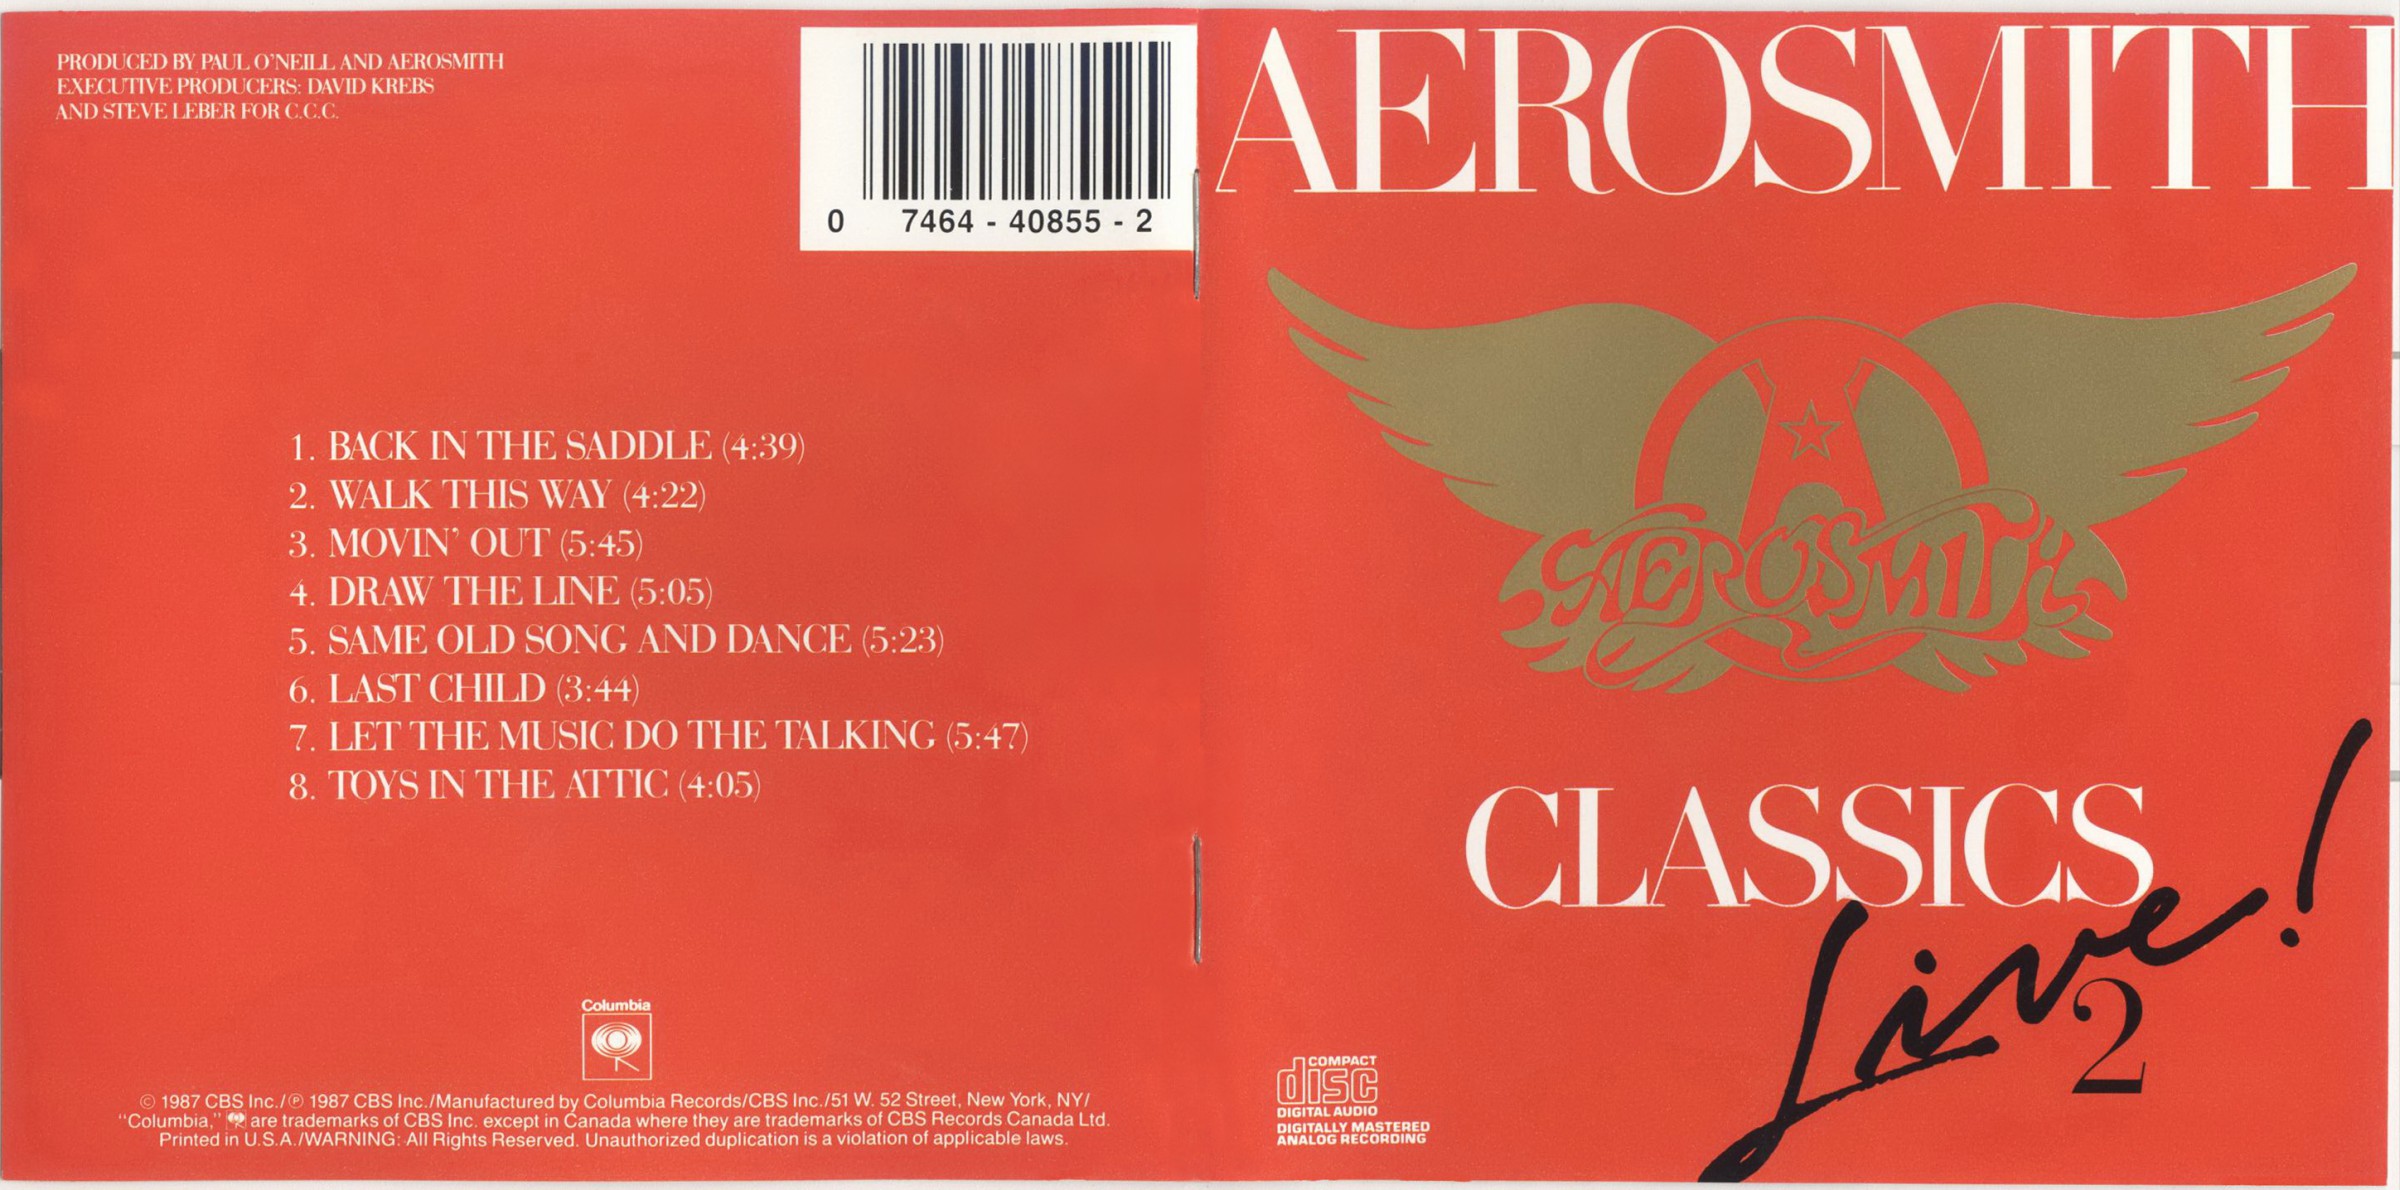 PRODUCED BY PAUL O'NEILL AND AEROSMITH
EXECUTIVE PRODUCERS: DAVID KREBS
AND STEVE LEBER FOR C.C.C.
0 7464 - 40855 - 2
1. BACK IN THE SADDLE (4:39)
2. WALK THIS WAY (4:22)
3. MOVIN' OUT (5:45)
4. DRAW THE LINE (5:05)
5. SAME OLD SONG AND DANCE (5:23)
6. LAST CHILD (3:44)
7. LET THE MUSIC DO THE TALKING (5:47)
8. TOYS IN THE ATTIC (4:05)
Columbia
© 1987 CBS Inc./℗ 1987 CBS Inc./Manufactured by Columbia Records/CBS Inc./51 W. 52 Street, New York, NY/
"Columbia," are trademarks of CBS Inc. except in Canada where they are trademarks of CBS Records Canada Ltd.
Printed in U.S.A./WARNING: All Rights Reserved. Unauthorized duplication is a violation of applicable laws.
AEROSMITH
A
AEROSMITH
CLASSICS
Live!
2
COMPACT
disc
DIGITAL AUDIO
DIGITALLY MASTERED
ANALOG RECORDING